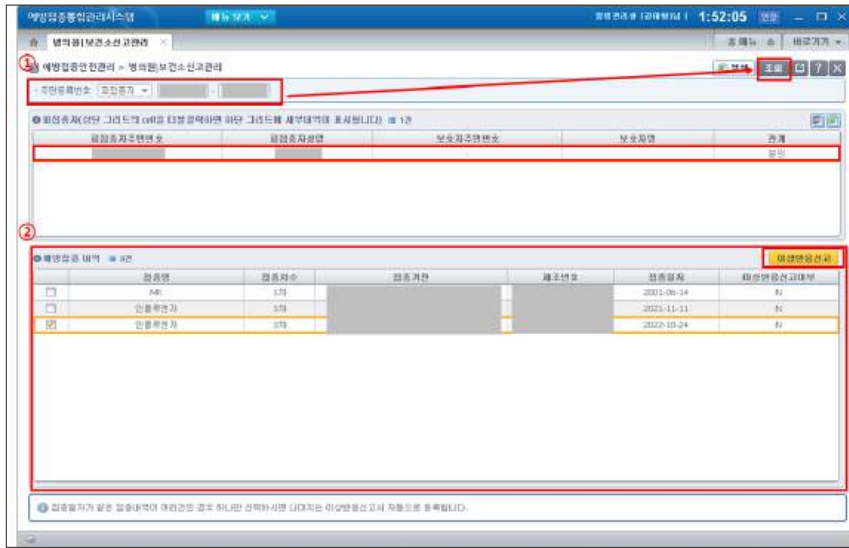 예방접종통합관리시스템
메뉴 보기
1:52:05
연장
병의원|보건소신고관리
홈 메뉴
바로가기
①
예방접종안전관리 > 병의원|보건소신고관리
조회
?
X
주민등록번호
피접종자
-
피접종자(상단 그리드의 cell을 더블클릭하면 하단 그리드에 세부내역이 표시됩니다)
1건
피접종자주민번호
피접종자성명
보호자주민번호
보호자명
관계
본인
②
예방접종 내역
3건
이상반응신고
접종명
접종차수
접종기관
제조번호
접종일자
이상반응신고여부
MR
1차
2001-06-14
N
인플루엔자
1차
2021-11-11
N
인플루엔자
1차
2022-10-24
N
접종일자가 같은 접종내역이 여러건인 경우 하나만 선택하시면 나머지는 이상반응신고시 자동으로 등록됩니다.